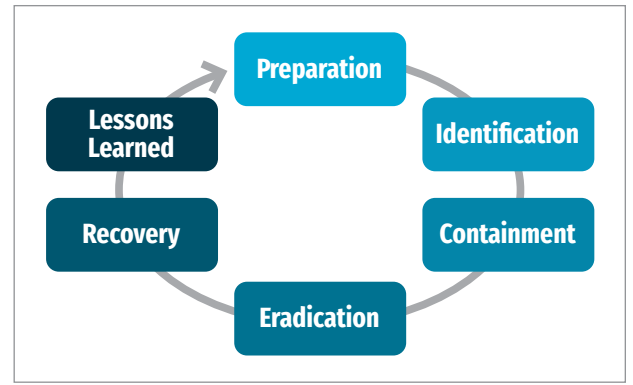 Preparation
Identification
Containment
Eradication
Recovery
Lessons
Learned